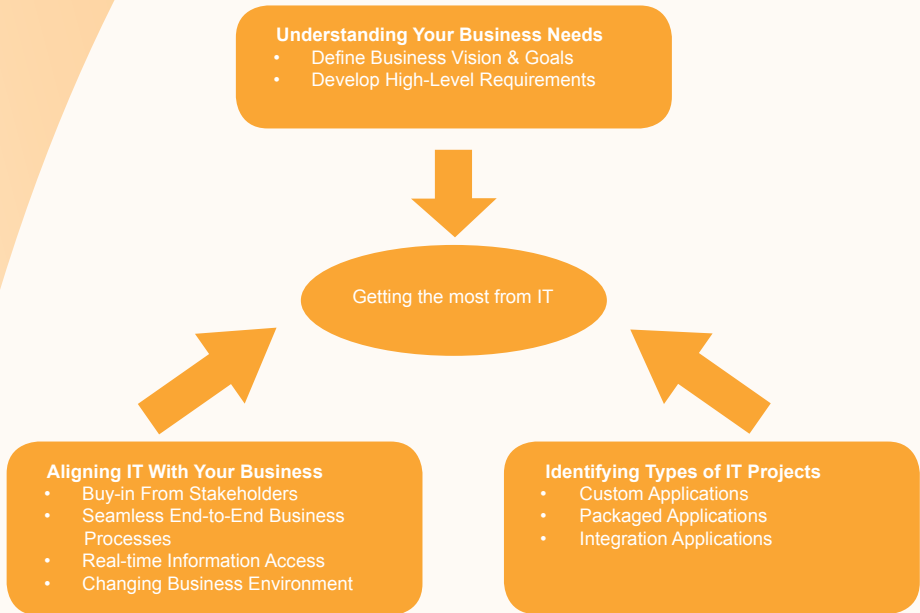 Understanding Your Business Needs
• Define Business Vision & Goals
• Develop High-Level Requirements
Getting the most from IT
Aligning IT With Your Business
• Buy-in From Stakeholders
• Seamless End-to-End Business
Processes
• Real-time Information Access
• Changing Business Environment
Identifying Types of IT Projects
• Custom Applications
• Packaged Applications
• Integration Applications